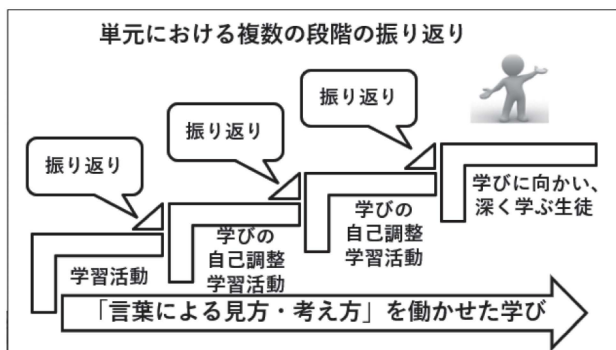 単元における複数の段階の振り返り
振り返り
振り返り
振り返り
学習活動
学びの
自己調整
学習活動
学びの
自己調整
学習活動
学びに向かい、
深く学ぶ生徒
「言葉による見方・考え方」を働かせた学び